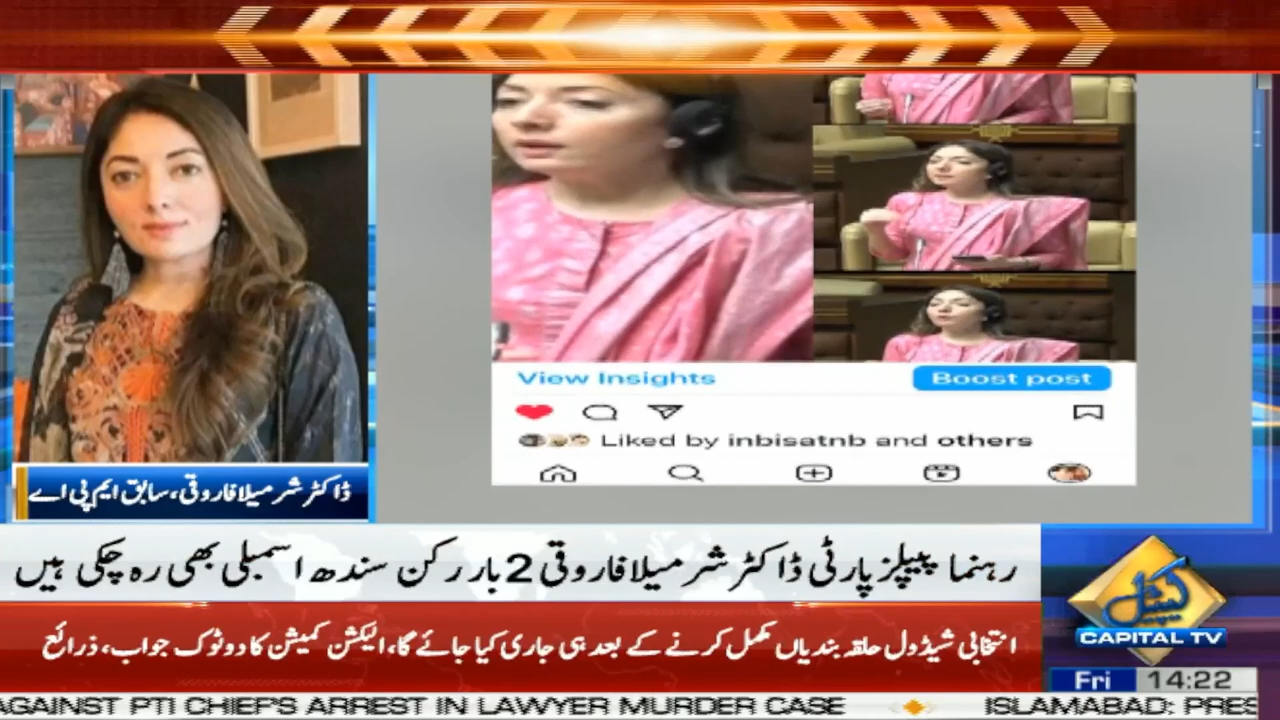 View Insights
Boost post
Liked by inbisatnb and others
ڈاکٹر شرمیلا فاروقی، سابق ایم پی اے
رہنما پیپلز پارٹی ڈاکٹر شرمیلا فاروقی 2 بار رکن سندھ اسمبلی بھی رہ چکی ہیں
انتخابی شیڈول حلقہ بندیاں مکمل کرنے کے بعد ہی جاری کیا جائے گا، الیکشن کمیشن کا دوٹوک جواب، ذرائع
کیپیٹل
CAPITAL TV
Fri 14:22
AGAINST PTI CHIEF'S ARREST IN LAWYER MURDER CASE
ISLAMABAD: PRES